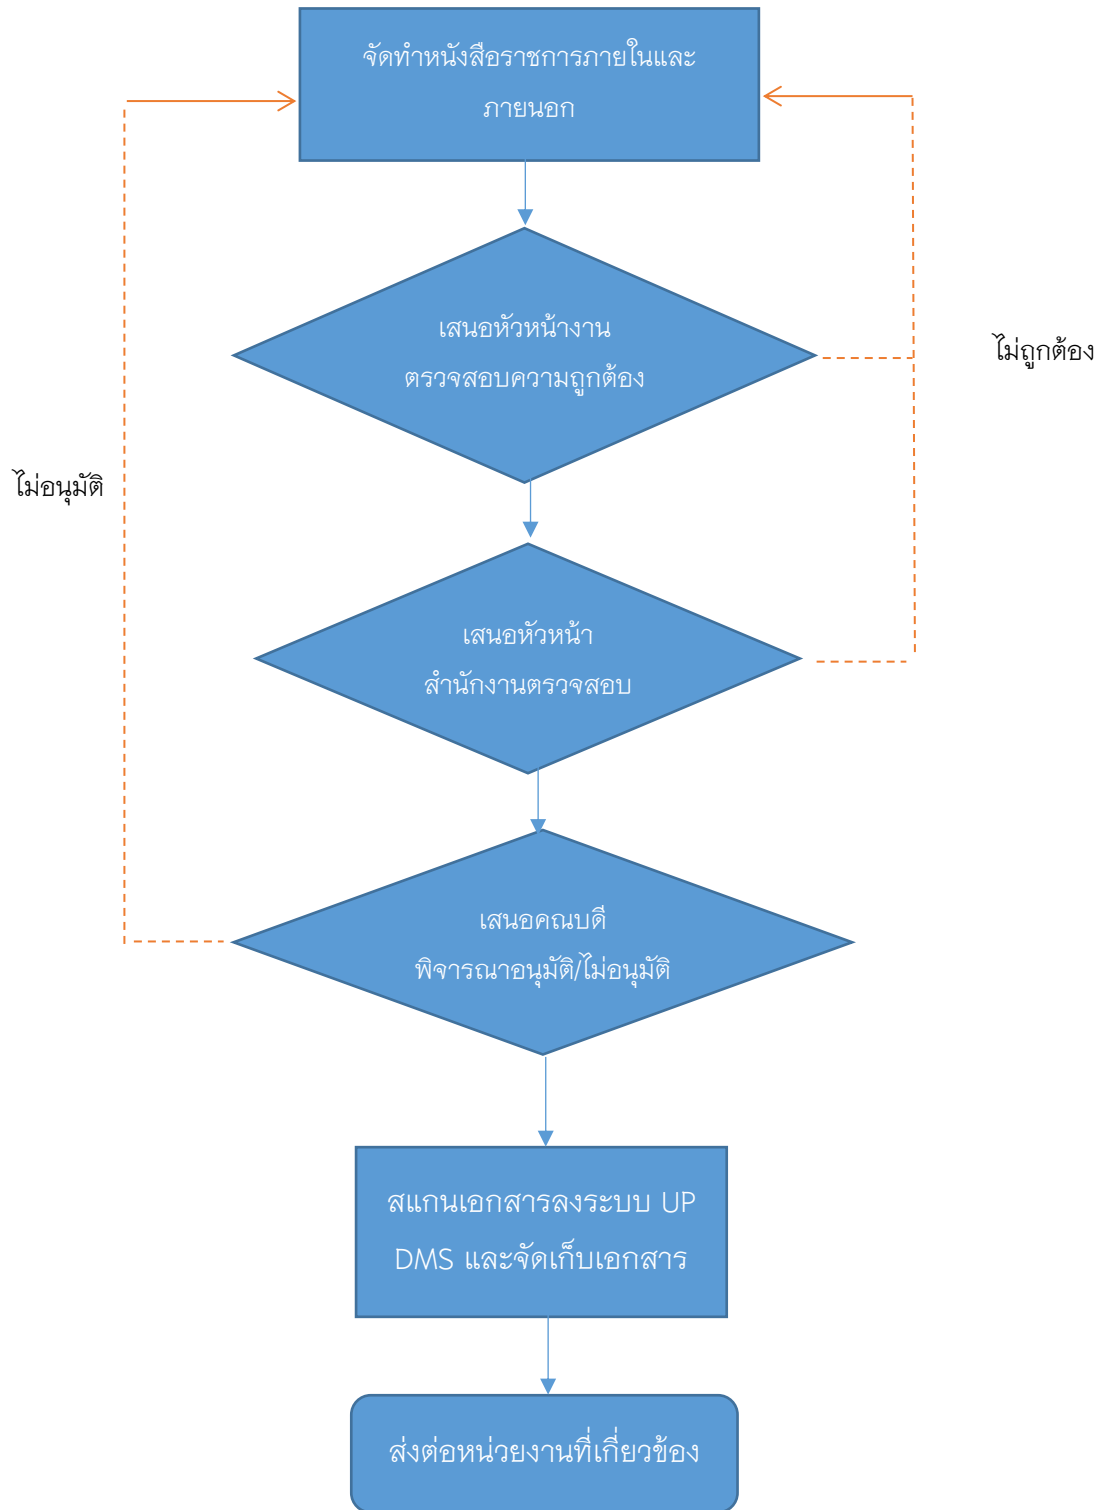 จัดทำหนังสือราชการภายในและ
ภายนอก
เสนอหัวหน้างาน
ตรวจสอบความถูกต้อง
ไม่ถูกต้อง
ไม่อนุมัติ
เสนอหัวหน้า
สำนักงานตรวจสอบ
เสนอคณบดี
พิจารณาอนุมัติ/ไม่อนุมัติ
สแกนเอกสารลงระบบ UP
DMS และจัดเก็บเอกสาร
ส่งต่อหน่วยงานที่เกี่ยวข้อง